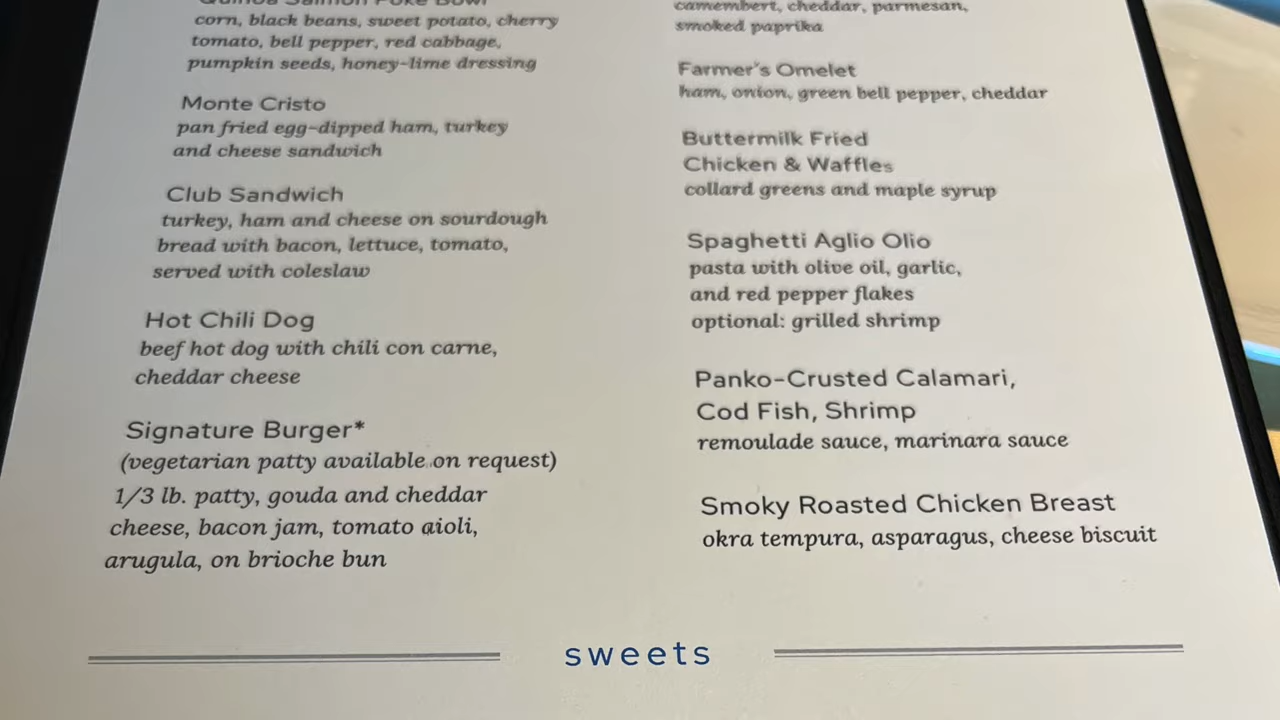 Quinoa Salmon Poke Bowl
corn, black beans, sweet potato, cherry
tomato, bell pepper, red cabbage,
pumpkin seeds, honey-lime dressing
Monte Cristo
pan fried egg-dipped ham, turkey
and cheese sandwich
Club Sandwich
turkey, ham and cheese on sourdough
bread with bacon, lettuce, tomato,
served with coleslaw
Hot Chili Dog
beef hot dog with chili con carne,
cheddar cheese
Signature Burger*
(vegetarian patty available on request)
1/3 lb. patty, gouda and cheddar
cheese, bacon jam, tomato aioli,
arugula, on brioche bun
camembert, cheddar, parmesan,
smoked paprika
Farmer's Omelet
ham, onion, green bell pepper, cheddar
Buttermilk Fried
Chicken & Waffles
collard greens and maple syrup
Spaghetti Aglio Olio
pasta with olive oil, garlic,
and red pepper flakes
optional: grilled shrimp
Panko-Crusted Calamari,
Cod Fish, Shrimp
remoulade sauce, marinara sauce
Smoky Roasted Chicken Breast
okra tempura, asparagus, cheese biscuit
sweets